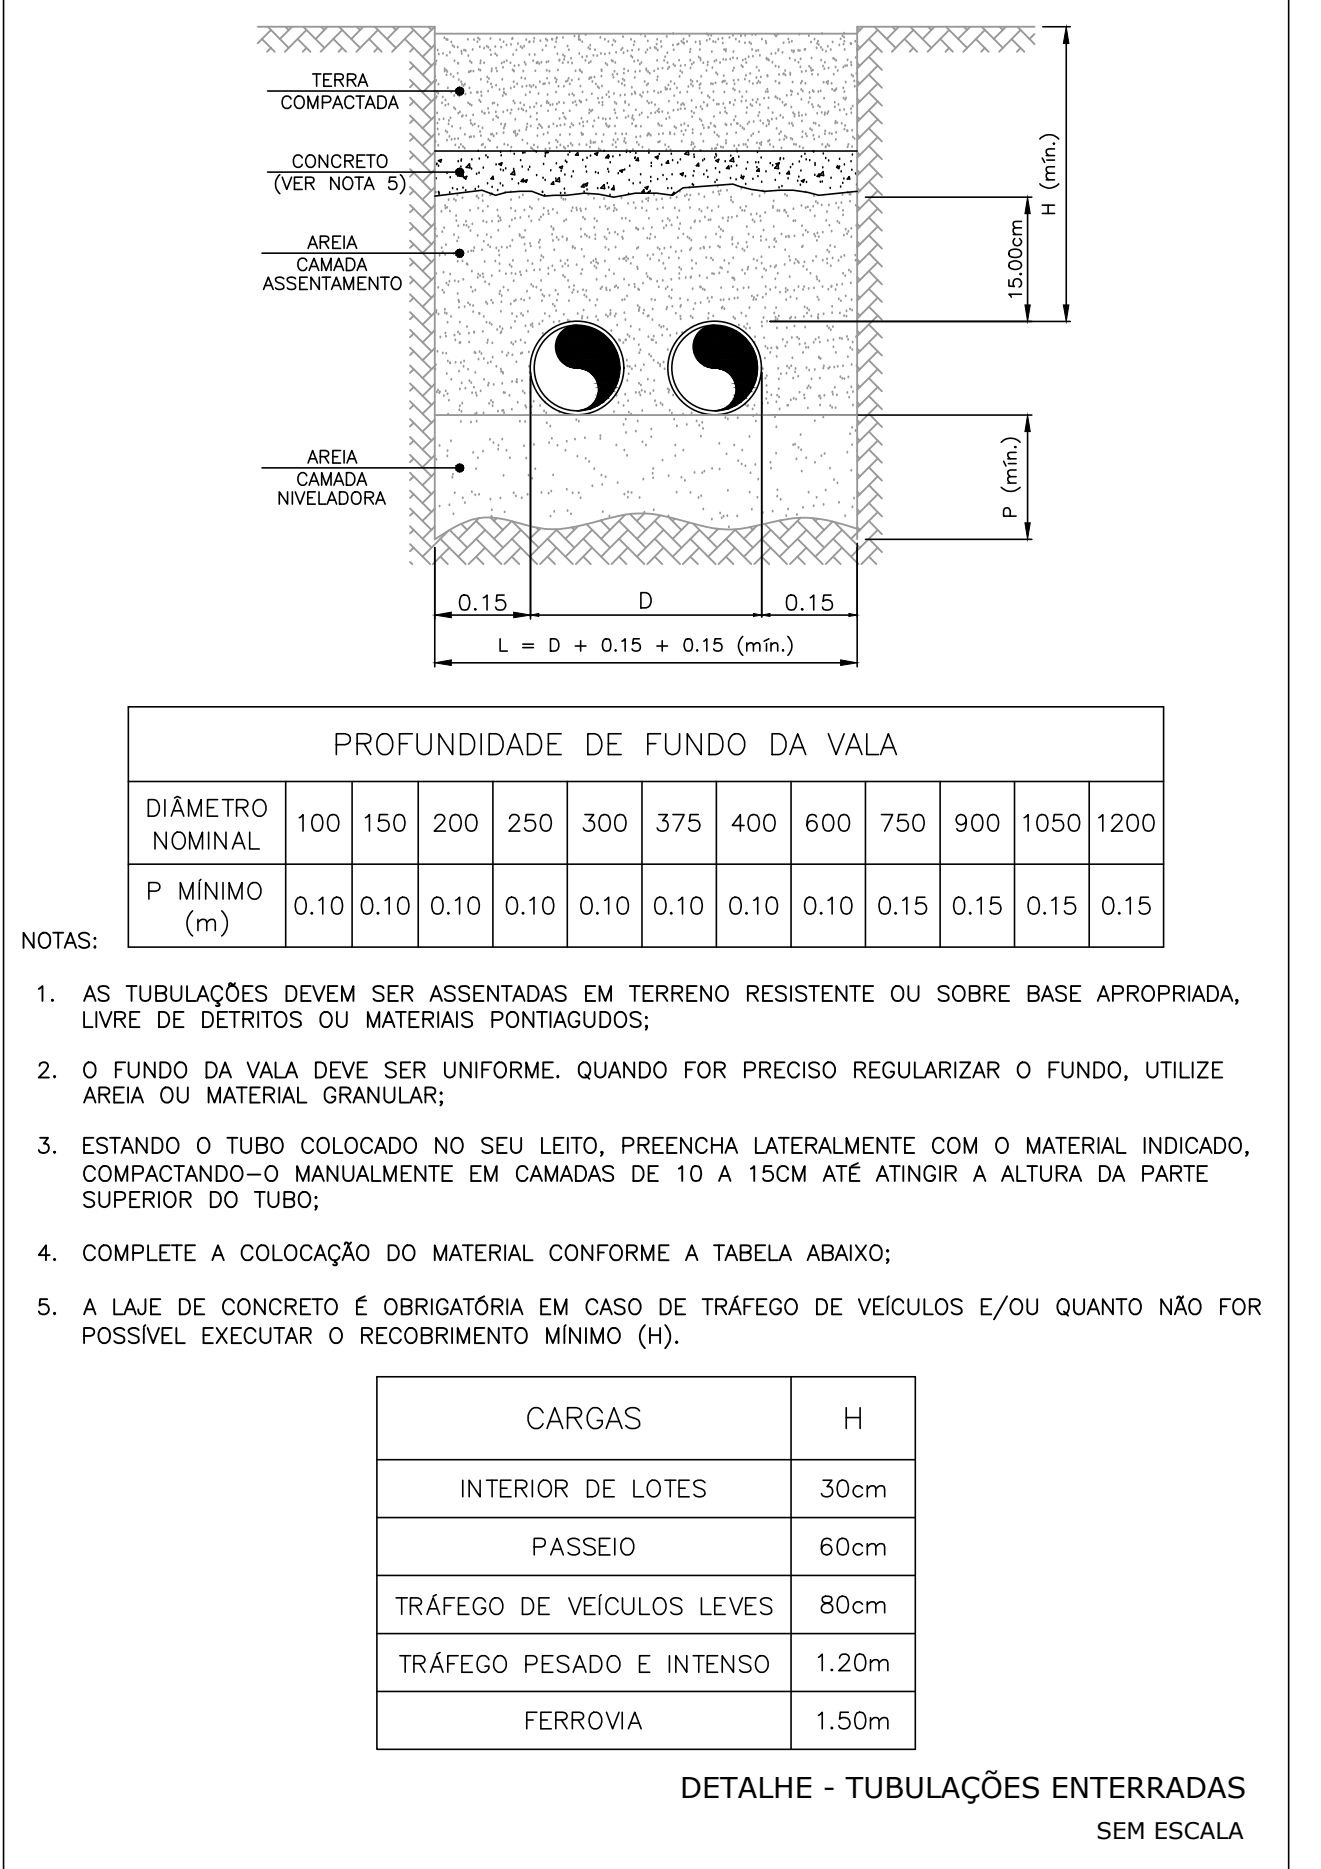 TERRA
COMPACTADA
CONCRETO
(VER NOTA 5)
AREIA
CAMADA
ASSENTAMENTO
AREIA
CAMADA
NIVELADORA
H (mín.)
15.00cm
P (mín.)
0.15 D 0.15
L = D + 0.15 + 0.15 (mín.)
PROFUNDIDADE DE FUNDO DA VALA
DIÂMETRO NOMINAL 100 150 200 250 300 375 400 600 750 900 1050 1200
P MÍNIMO (m) 0.10 0.10 0.10 0.10 0.10 0.10 0.10 0.10 0.15 0.15 0.15 0.15
NOTAS:
1. AS TUBULAÇÕES DEVEM SER ASSENTADAS EM TERRENO RESISTENTE OU SOBRE BASE APROPRIADA,
LIVRE DE DETRITOS OU MATERIAIS PONTIAGUDOS;
2. O FUNDO DA VALA DEVE SER UNIFORME. QUANDO FOR PRECISO REGULARIZAR O FUNDO, UTILIZE
AREIA OU MATERIAL GRANULAR;
3. ESTANDO O TUBO COLOCADO NO SEU LEITO, PREENCHA LATERALMENTE COM O MATERIAL INDICADO,
COMPACTANDO-O MANUALMENTE EM CAMADAS DE 10 A 15CM ATÉ ATINGIR A ALTURA DA PARTE
SUPERIOR DO TUBO;
4. COMPLETE A COLOCAÇÃO DO MATERIAL CONFORME A TABELA ABAIXO;
5. A LAJE DE CONCRETO É OBRIGATÓRIA EM CASO DE TRÁFEGO DE VEÍCULOS E/OU QUANTO NÃO FOR
POSSÍVEL EXECUTAR O RECOBRIMENTO MÍNIMO (H).
CARGAS H
INTERIOR DE LOTES 30cm
PASSEIO 60cm
TRÁFEGO DE VEÍCULOS LEVES 80cm
TRÁFEGO PESADO E INTENSO 1.20m
FERROVIA 1.50m
DETALHE - TUBULAÇÕES ENTERRADAS
SEM ESCALA